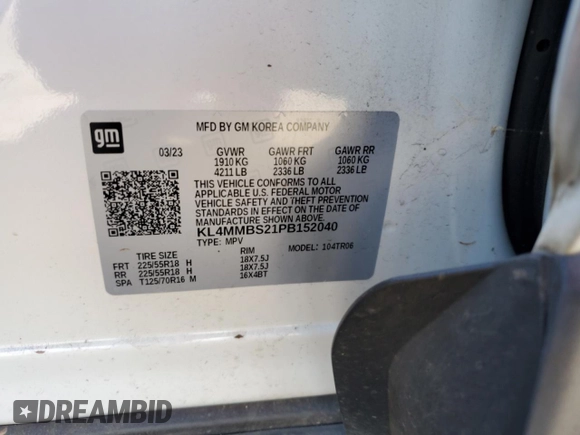 gm
MFD BY GM KOREA COMPANY
03/23 GVWR GAWR FRT GAWR RR
1910 KG 1060 KG 1060 KG
4211 LB 2336 LB 2336 LB
THIS VEHICLE CONFORMS TO ALL
APPLICABLE U.S. FEDERAL MOTOR
VEHICLE SAFETY AND THEFT PREVENTION
STANDARDS IN EFFECT ON THE DATE OF
MANUFACTURE SHOWN ABOVE.
KL4MMBS21PB152040
TYPE: MPV MODEL: 104TR06
TIRE SIZE RIM
FRT 225/55R18 H 18X7.5J
RR 225/55R18 H 18X7.5J
SPA T125/70R16 M 16X4BT
DREAMBID